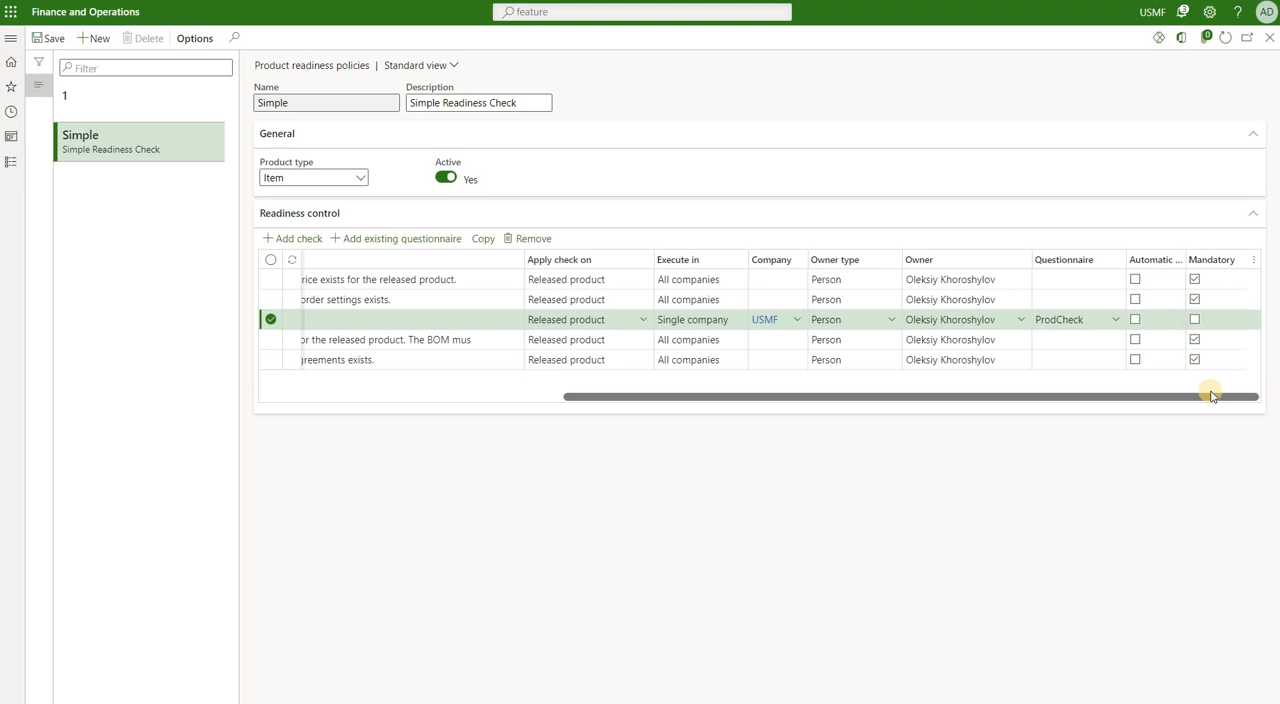 Finance and Operations
feature
USMF
3
?
AD
Save
New
Delete
Options
0
Filter
1
Simple
Simple Readiness Check
Product readiness policies | Standard view
Name
Description
Simple
Simple Readiness Check
General
Product type
Active
Item
Yes
Readiness control
Add check
Add existing questionnaire
Copy
Remove
Apply check on Execute in Company Owner type Owner Questionnaire Automatic ... Mandatory
rice exists for the released product. Released product All companies Person Oleksiy Khoroshylov
order settings exists. Released product All companies Person Oleksiy Khoroshylov
Released product Single company USMF Person Oleksiy Khoroshylov ProdCheck
or the released product. The BOM mus Released product All companies Person Oleksiy Khoroshylov
greements exists. Released product All companies Person Oleksiy Khoroshylov